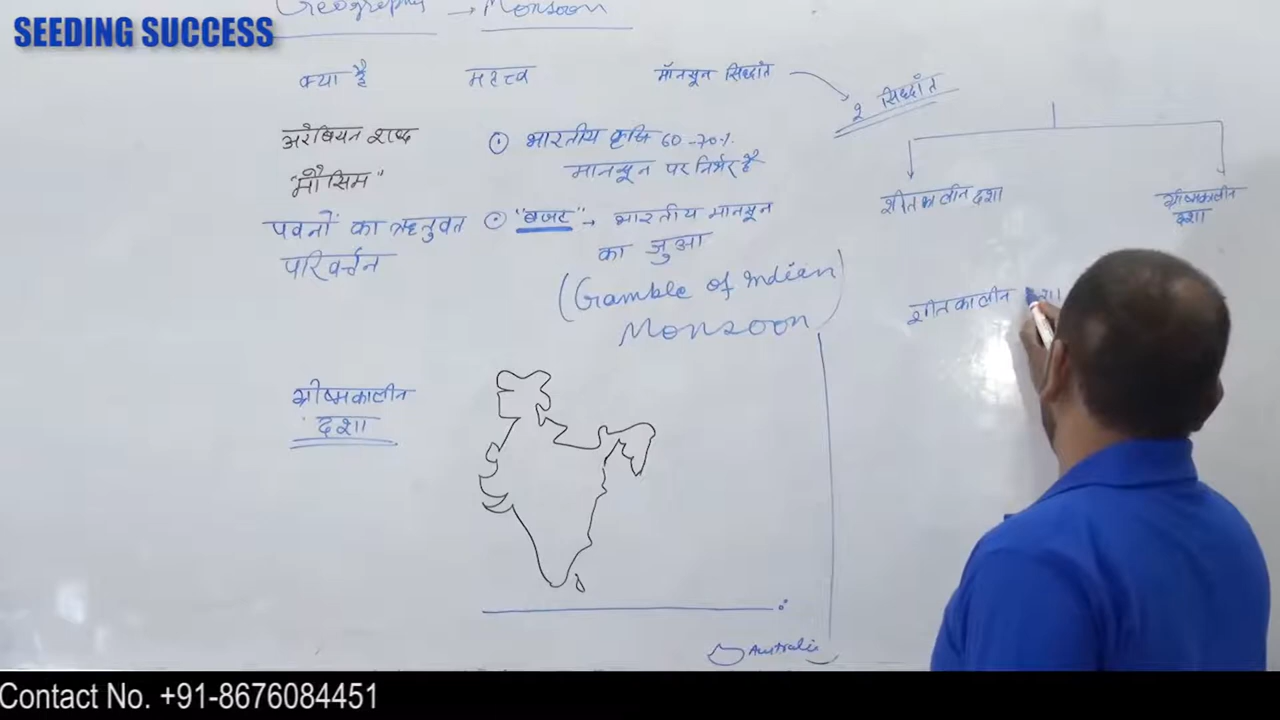 Geography → Monsoon
SEEDING SUCCESS
क्या है
महत्त्व
मॉनसून सिद्धांत
2 सिद्धांत
अरेबियन शब्द
"मौसिम"
पवनों का ऋतुवत
परिवर्त्तन
भारतीय कृषि 60-70%
मानसून पर निर्भर है
"बजट" → भारतीय मानसून
का जुआ
(Gamble of Indian
Monsoon)
शीतकालीन दशा
ग्रीष्मकालीन
दशा
शीतकालीन दशा
ग्रीष्मकालीन
दशा
Australia
Contact No. +91-8676084451